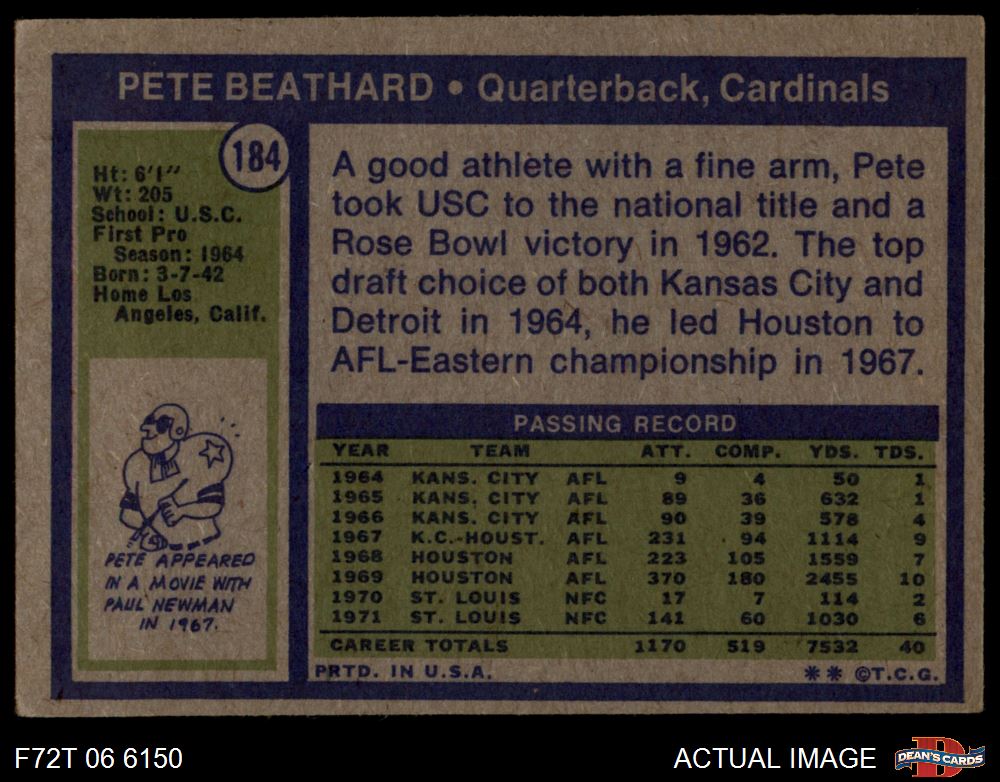 PETE BEATHARD • Quarterback, Cardinals
184
Ht: 6'1"
Wt: 205
School: U.S.C.
First Pro
Season: 1964
Born: 3-7-42
Home Los
Angeles, Calif.
PETE APPEARED
IN A MOVIE WITH
PAUL NEWMAN
IN 1967.
A good athlete with a fine arm, Pete
took USC to the national title and a
Rose Bowl victory in 1962. The top
draft choice of both Kansas City and
Detroit in 1964, he led Houston to
AFL-Eastern championship in 1967.
PASSING RECORD
YEAR TEAM ATT. COMP. YDS. TDS.
1964 KANS. CITY AFL 9 4 50 1
1965 KANS. CITY AFL 89 36 632 1
1966 KANS. CITY AFL 90 39 578 4
1967 K.C.-HOUST. AFL 231 94 1114 9
1968 HOUSTON AFL 223 105 1559 7
1969 HOUSTON AFL 370 180 2455 10
1970 ST. LOUIS NFC 17 7 114 2
1971 ST. LOUIS NFC 141 60 1030 6
CAREER TOTALS 1170 519 7532 40
PRTD. IN U.S.A. ** ©T.C.G.
F72T 06 6150 ACTUAL IMAGE
D
DEAN'S CARDS